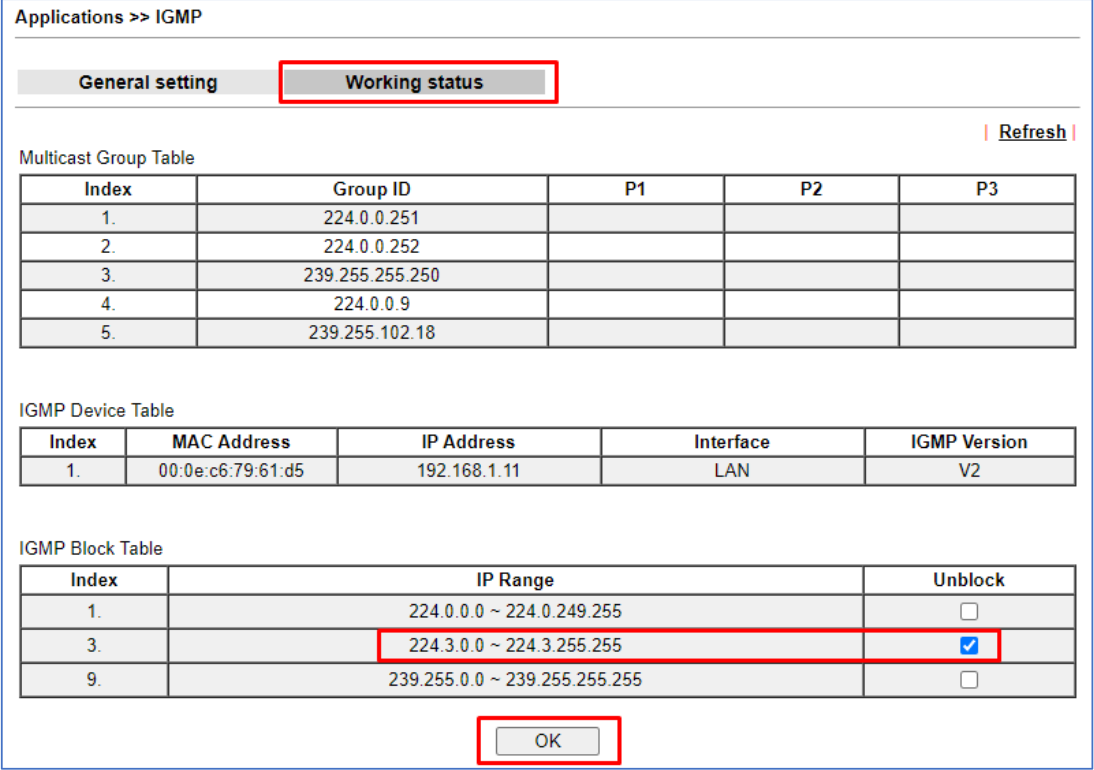 Applications >> IGMP
General setting Working status
| Refresh |
Multicast Group Table
Index Group ID P1 P2 P3
1. 224.0.0.251
2. 224.0.0.252
3. 239.255.255.250
4. 224.0.0.9
5. 239.255.102.18
IGMP Device Table
Index MAC Address IP Address Interface IGMP Version
1. 00:0e:c6:79:61:d5 192.168.1.11 LAN V2
IGMP Block Table
Index IP Range Unblock
1. 224.0.0.0 ~ 224.0.249.255
3. 224.3.0.0 ~ 224.3.255.255
9. 239.255.0.0 ~ 239.255.255.255
OK